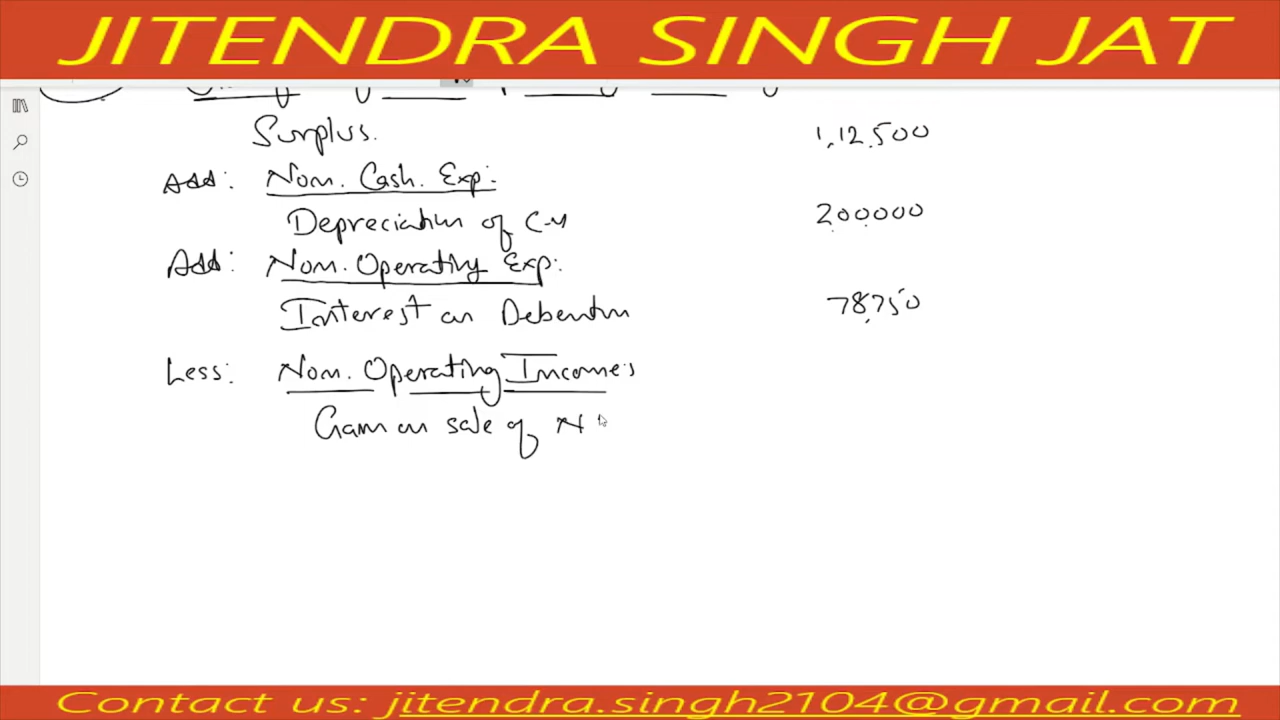 JITENDRA SINGH JAT
Surplus. 1,12,500
Add: Non. Cash. Exp:
Depreciation of C-Y 200000
Add: Non. Operating Exp:
Interest on Debenture 78,750
Less: Non. Operating Incomes
Gain on sale of N
Contact us: jitendra.singh2104@gmail.com